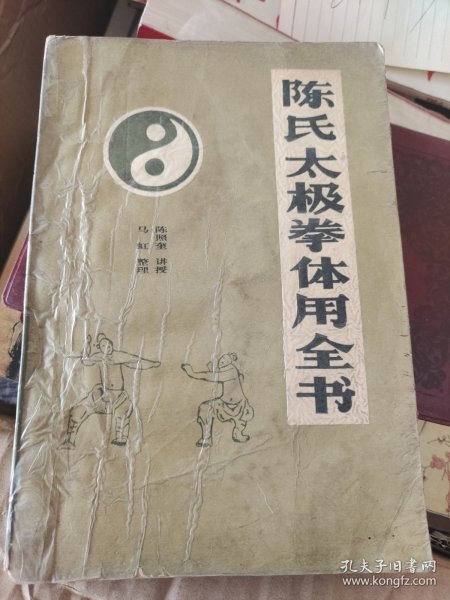 陈氏太极拳体用全书
陈照奎 讲授
马虹 整理
孔夫子旧书网
www.kongfz.com